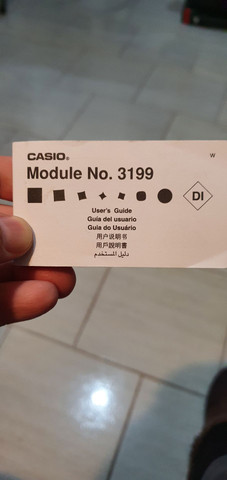 W
CASIO®
Module No. 3199
DI
User's Guide
Guía del usuario
Guia do Usuário
用户说明书
用戶說明書
دليل المستخدم